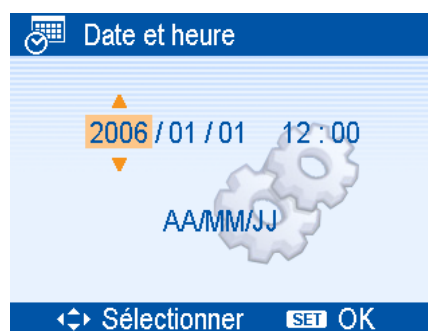 Date et heure
2006 / 01 / 01 12 : 00
AA/MM/JJ
Sélectionner SET OK